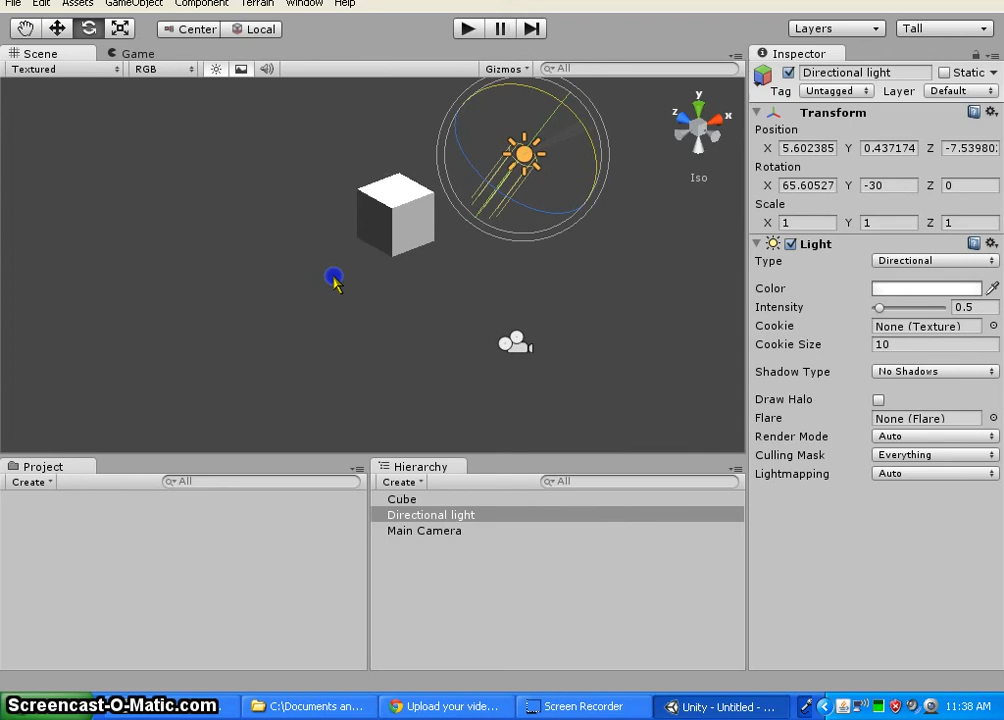 File Edit Assets GameObject Component Terrain Window Help
Center Local Layers Tall
Scene Game Inspector
Textured RGB Gizmos All
Directional light Static
Tag Untagged Layer Default
Transform
Position
X 5.602385 Y 0.437174 Z -7.53980
Rotation
X 65.60527 Y -30 Z 0
Scale
X 1 Y 1 Z 1
Light
Type Directional
Color
Intensity 0.5
Cookie None (Texture)
Cookie Size 10
Shadow Type No Shadows
Draw Halo
Flare None (Flare)
Render Mode Auto
Culling Mask Everything
Lightmapping Auto
y
z x
Iso
Project Hierarchy
Create All Create All
Cube
Directional light
Main Camera
Screencast-O-Matic.com C:\Documents an... Upload your vide... Screen Recorder Unity - Untitled - ... 11:38 AM